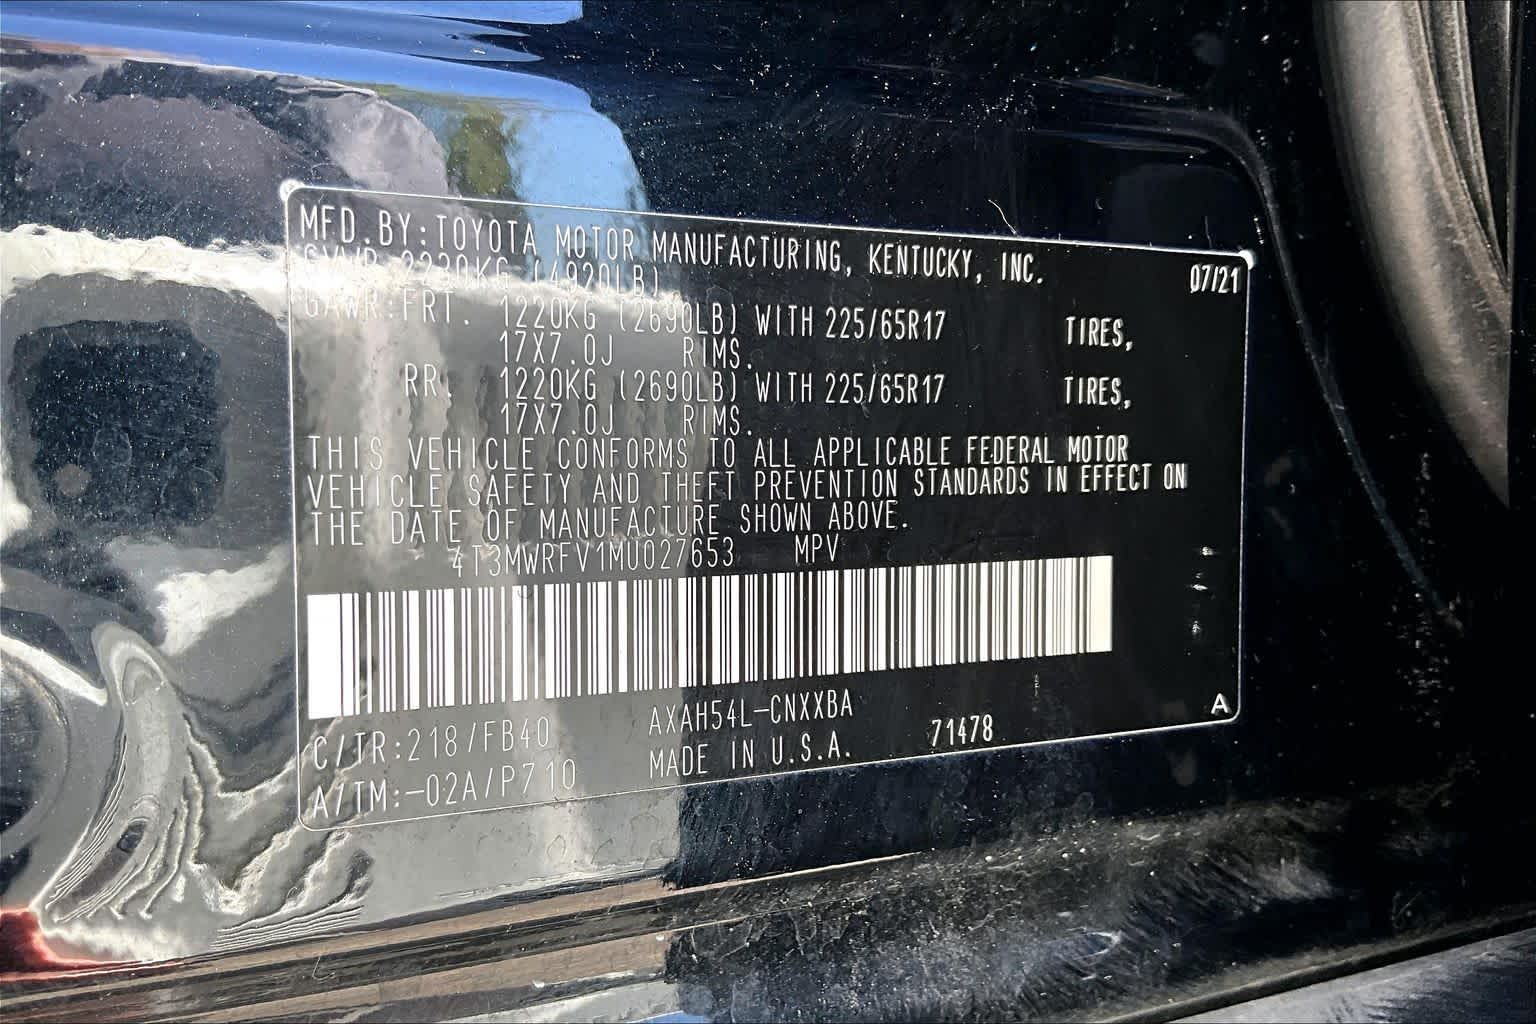 MFD.BY:TOYOTA MOTOR MANUFACTURING, KENTUCKY, INC. 07/21
GVWR 2230KG (4920LB)
GAWR:FRT. 1220KG (2690LB) WITH 225/65R17 TIRES,
17X7.0J RIMS.
RR. 1220KG (2690LB) WITH 225/65R17 TIRES,
17X7.0J RIMS.
THIS VEHICLE CONFORMS TO ALL APPLICABLE FEDERAL MOTOR
VEHICLE SAFETY AND THEFT PREVENTION STANDARDS IN EFFECT ON
THE DATE OF MANUFACTURE SHOWN ABOVE.
4T3MWRFV1MU027653 MPV
C/TR:218/FB40 AXAH54L-CNXXBA
A/TM:-02A/P710 MADE IN U.S.A. 71478 A